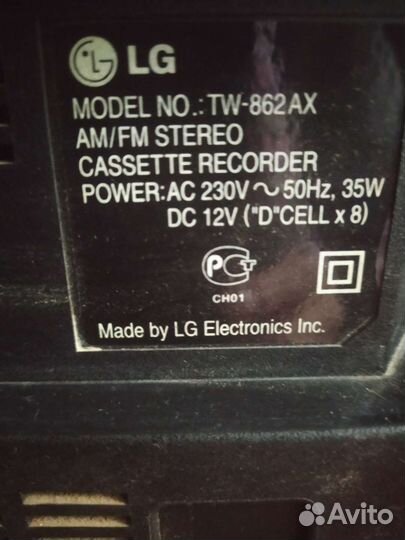 LG
MODEL NO.: TW-862AX
AM/FM STEREO
CASSETTE RECORDER
POWER: AC 230V ~ 50Hz, 35W
DC 12V ("D"CELL x 8)
РСТ
CH01
Made by LG Electronics Inc.
Avito